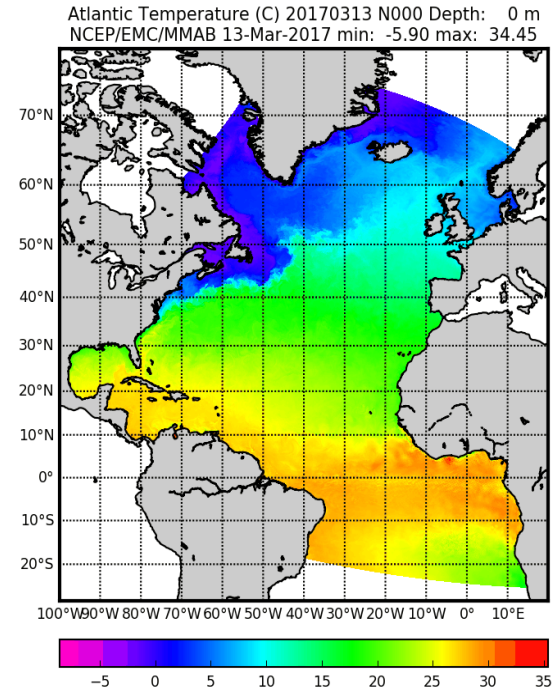 Atlantic Temperature (C) 20170313 N000 Depth: 0 m
NCEP/EMC/MMAB 13-Mar-2017 min: -5.90 max: 34.45
70°N
60°N
50°N
40°N
30°N
20°N
10°N
0°
10°S
20°S
100°W 90°W 80°W 70°W 60°W 50°W 40°W 30°W 20°W 10°W 0° 10°E
−5 0 5 10 15 20 25 30 35